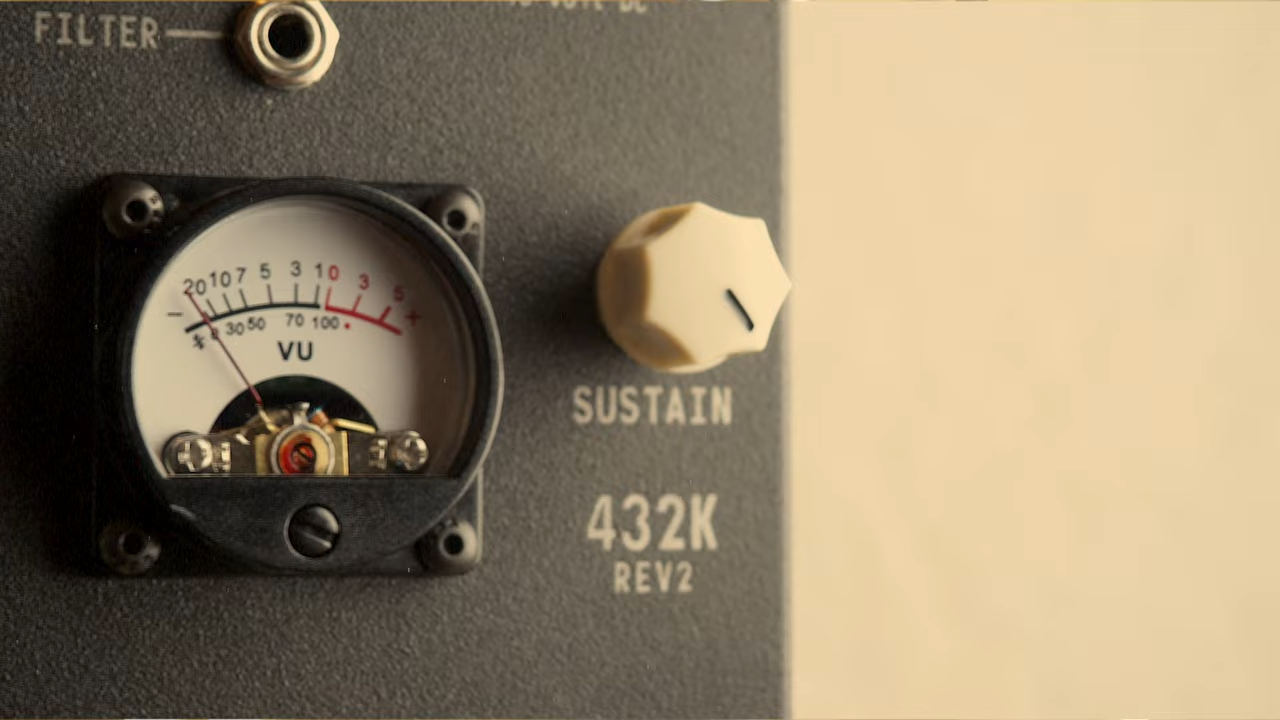 FILTER
20 10 7 5 3 1 0 3 5
− +
30 50 70 100
VU
SUSTAIN
432K
REV2